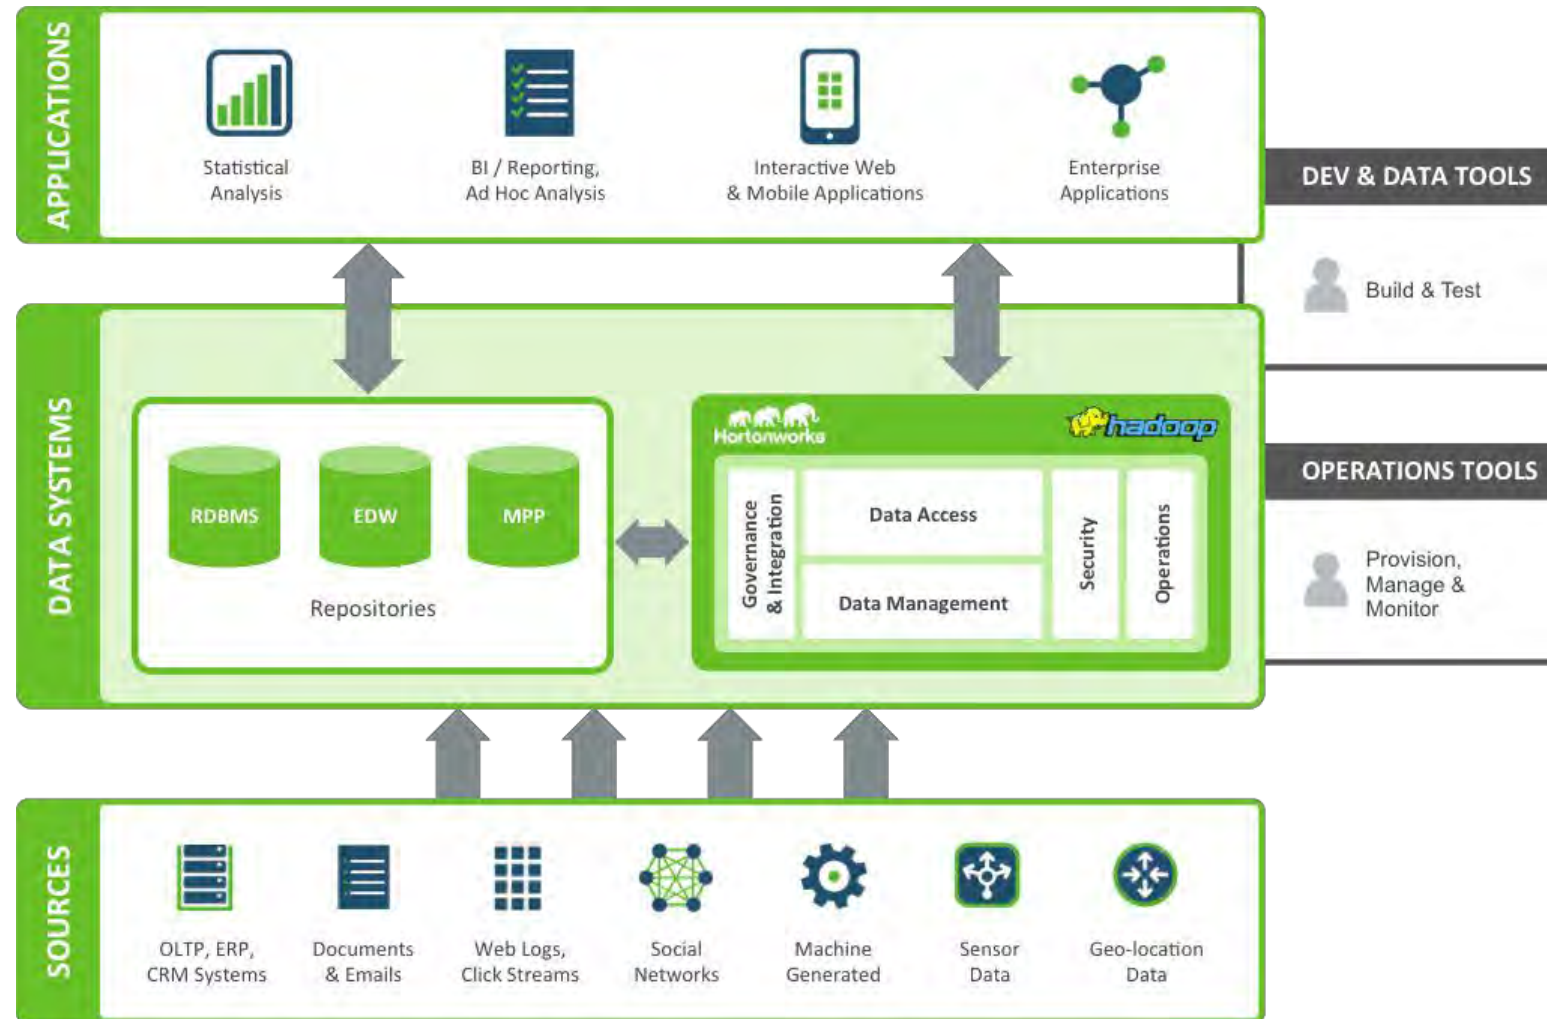 APPLICATIONS
Statistical
Analysis
BI / Reporting,
Ad Hoc Analysis
Interactive Web
& Mobile Applications
Enterprise
Applications
DEV & DATA TOOLS
Build & Test
DATA SYSTEMS
RDBMS
EDW
MPP
Repositories
Hortonworks
hadoop
Governance
& Integration
Data Access
Data Management
Security
Operations
OPERATIONS TOOLS
Provision,
Manage &
Monitor
SOURCES
OLTP, ERP,
CRM Systems
Documents
& Emails
Web Logs,
Click Streams
Social
Networks
Machine
Generated
Sensor
Data
Geo-location
Data